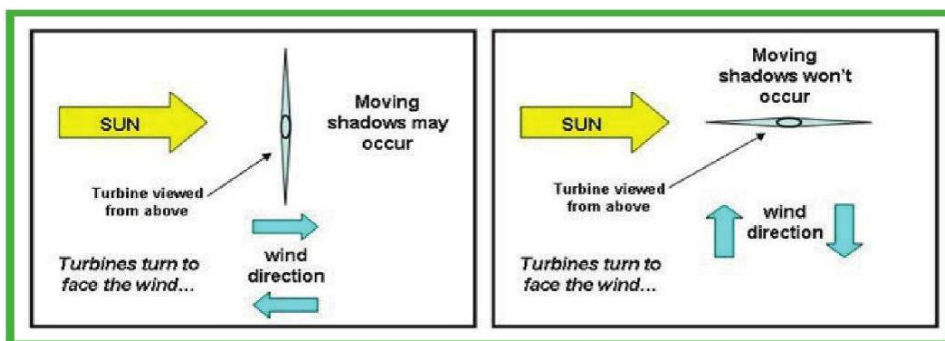 SUN
Moving
shadows may
occur
Turbine viewed
from above
wind
direction
Turbines turn to
face the wind...
Moving
shadows won't
occur
SUN
Turbine viewed
from above
wind
direction
Turbines turn to
face the wind...